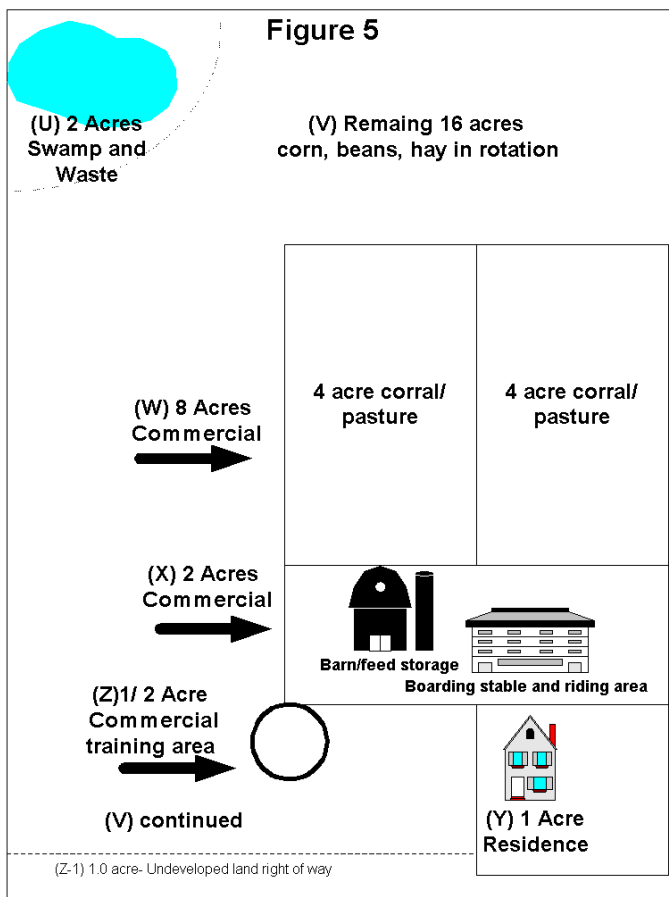 Figure 5
(U) 2 Acres
Swamp and
Waste
(V) Remaing 16 acres
corn, beans, hay in rotation
4 acre corral/
pasture
4 acre corral/
pasture
(W) 8 Acres
Commercial
(X) 2 Acres
Commercial
Barn/feed storage
Boarding stable and riding area
(Z)1/ 2 Acre
Commercial
training area
(V) continued
(Y) 1 Acre
Residence
(Z-1) 1.0 acre- Undeveloped land right of way